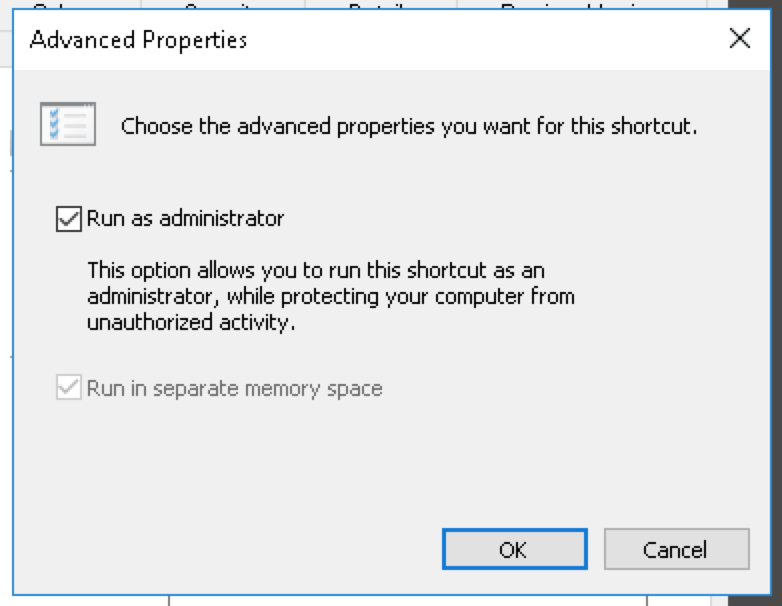 Advanced Properties
Choose the advanced properties you want for this shortcut.
Run as administrator
This option allows you to run this shortcut as an
administrator, while protecting your computer from
unauthorized activity.
Run in separate memory space
OK
Cancel